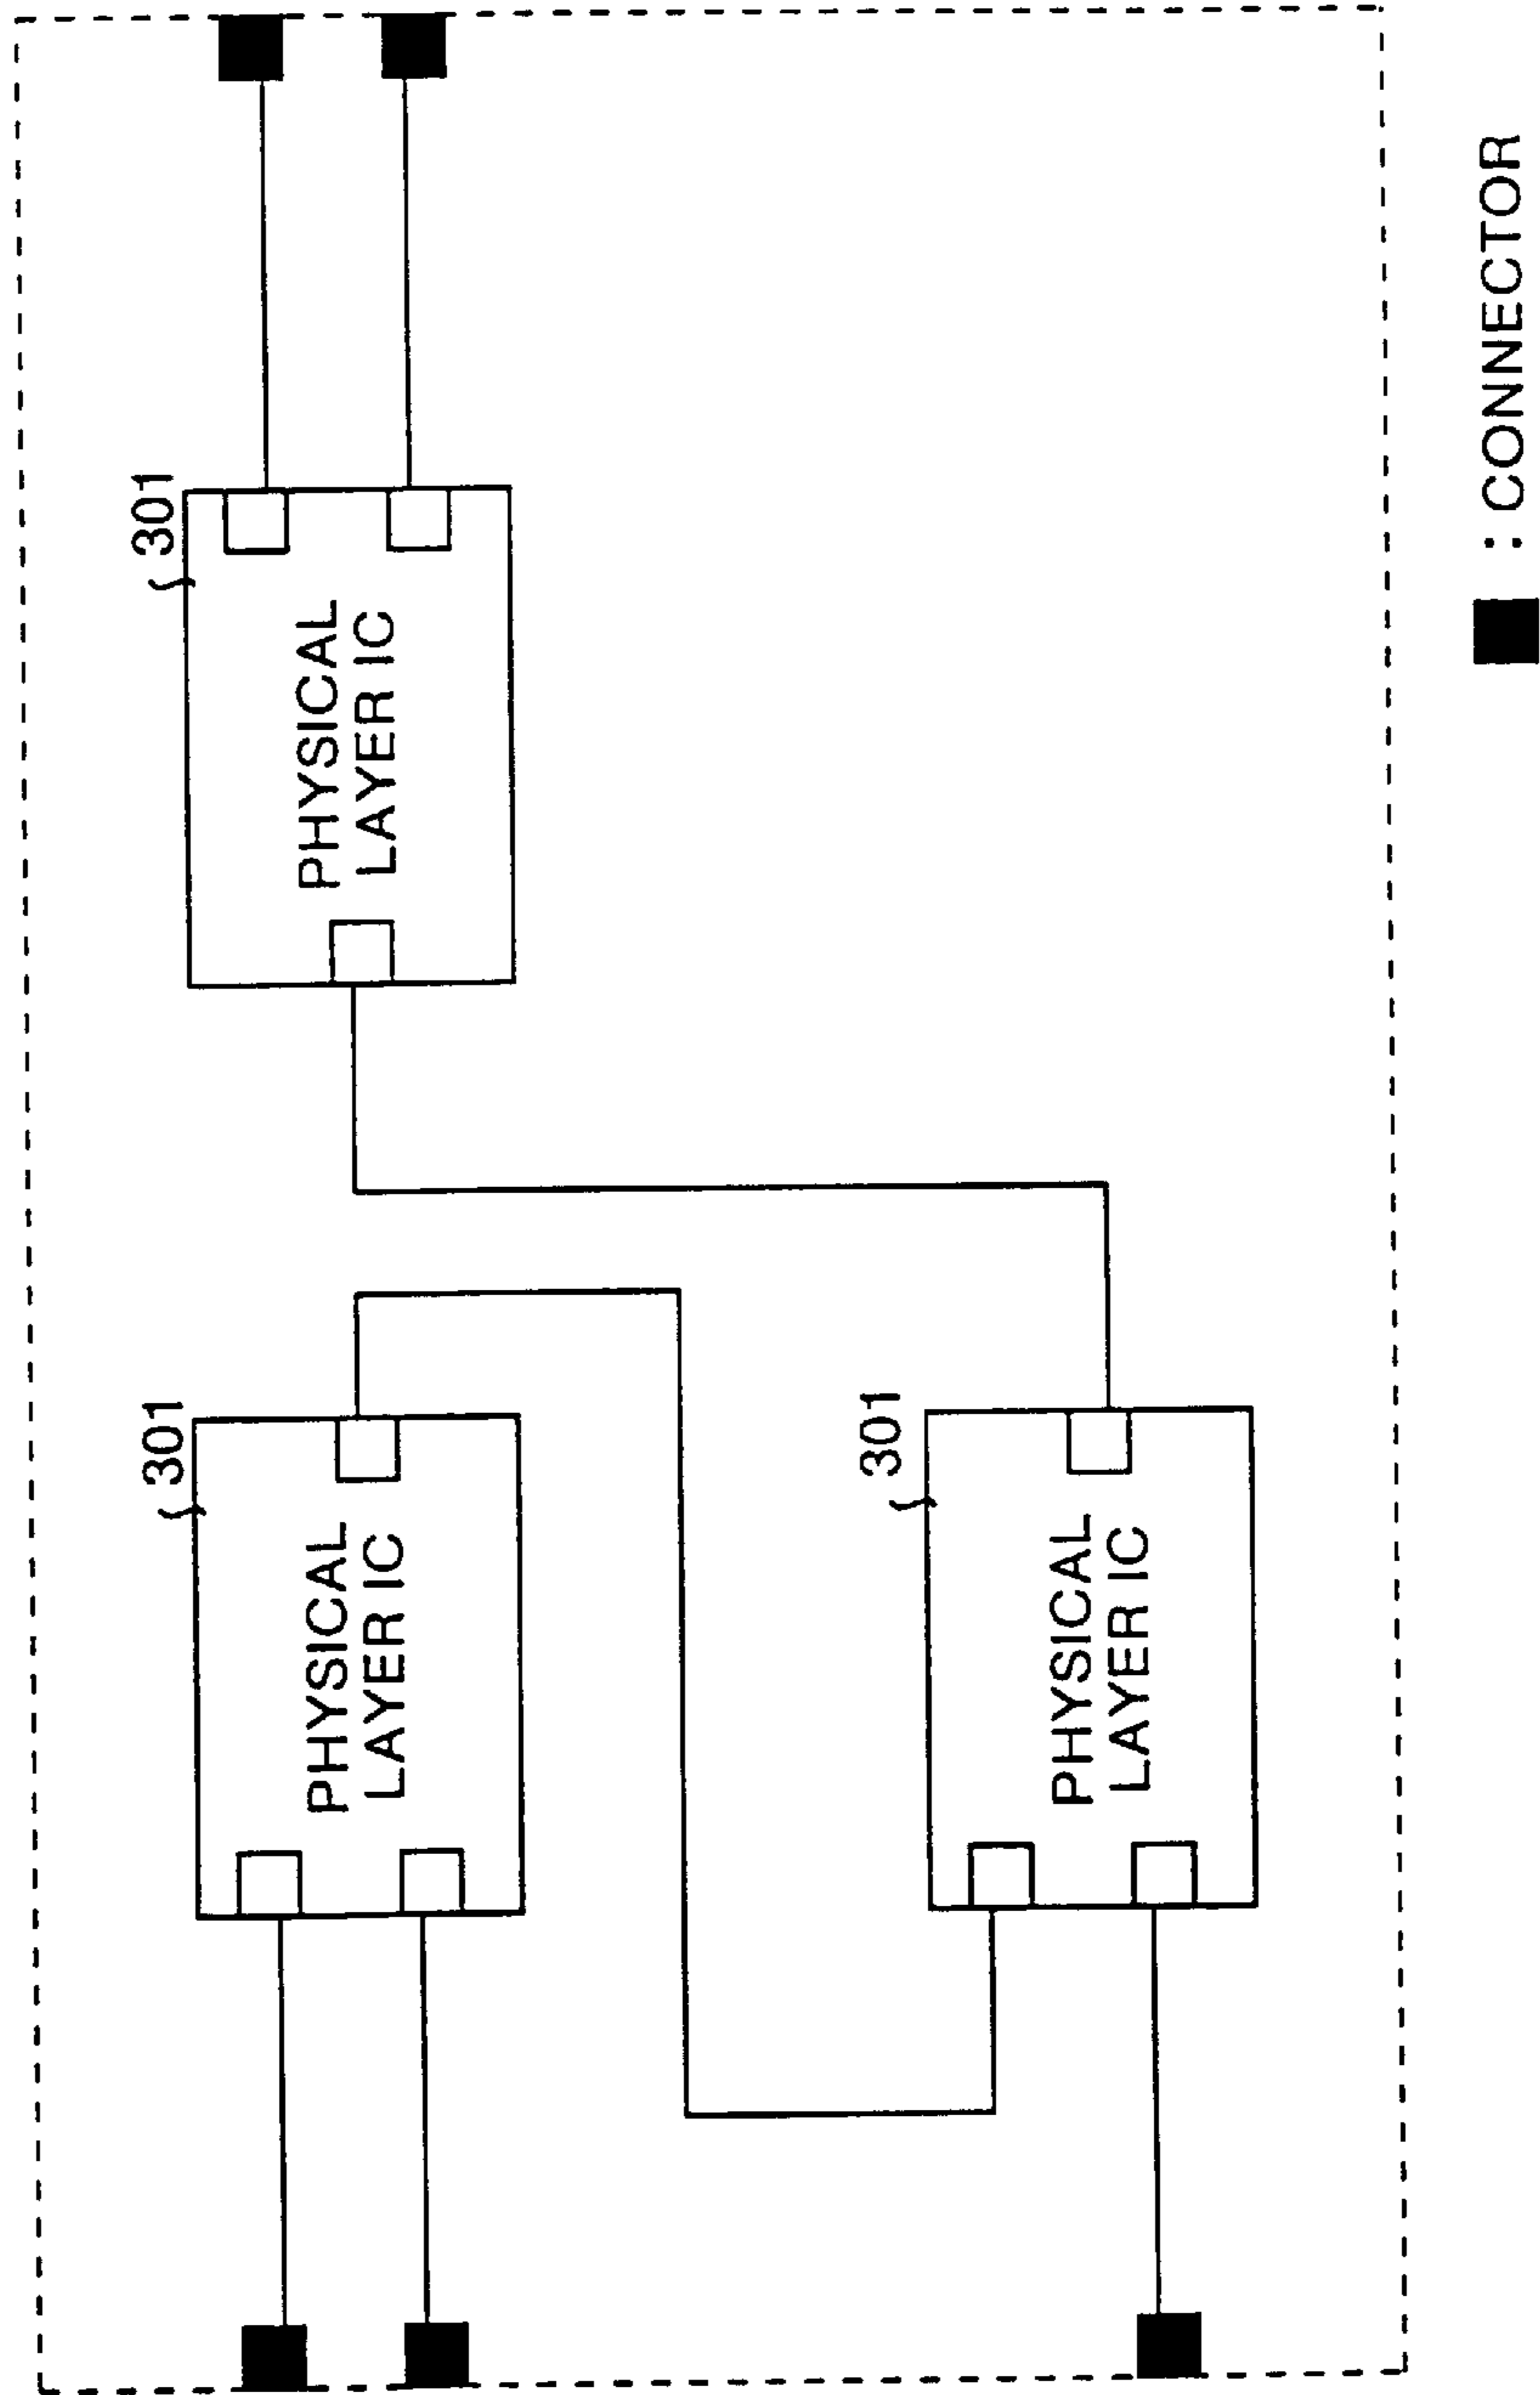 301
PHYSICAL
LAYER IC
301
PHYSICAL
LAYER IC
301
PHYSICAL
LAYER IC
: CONNECTOR